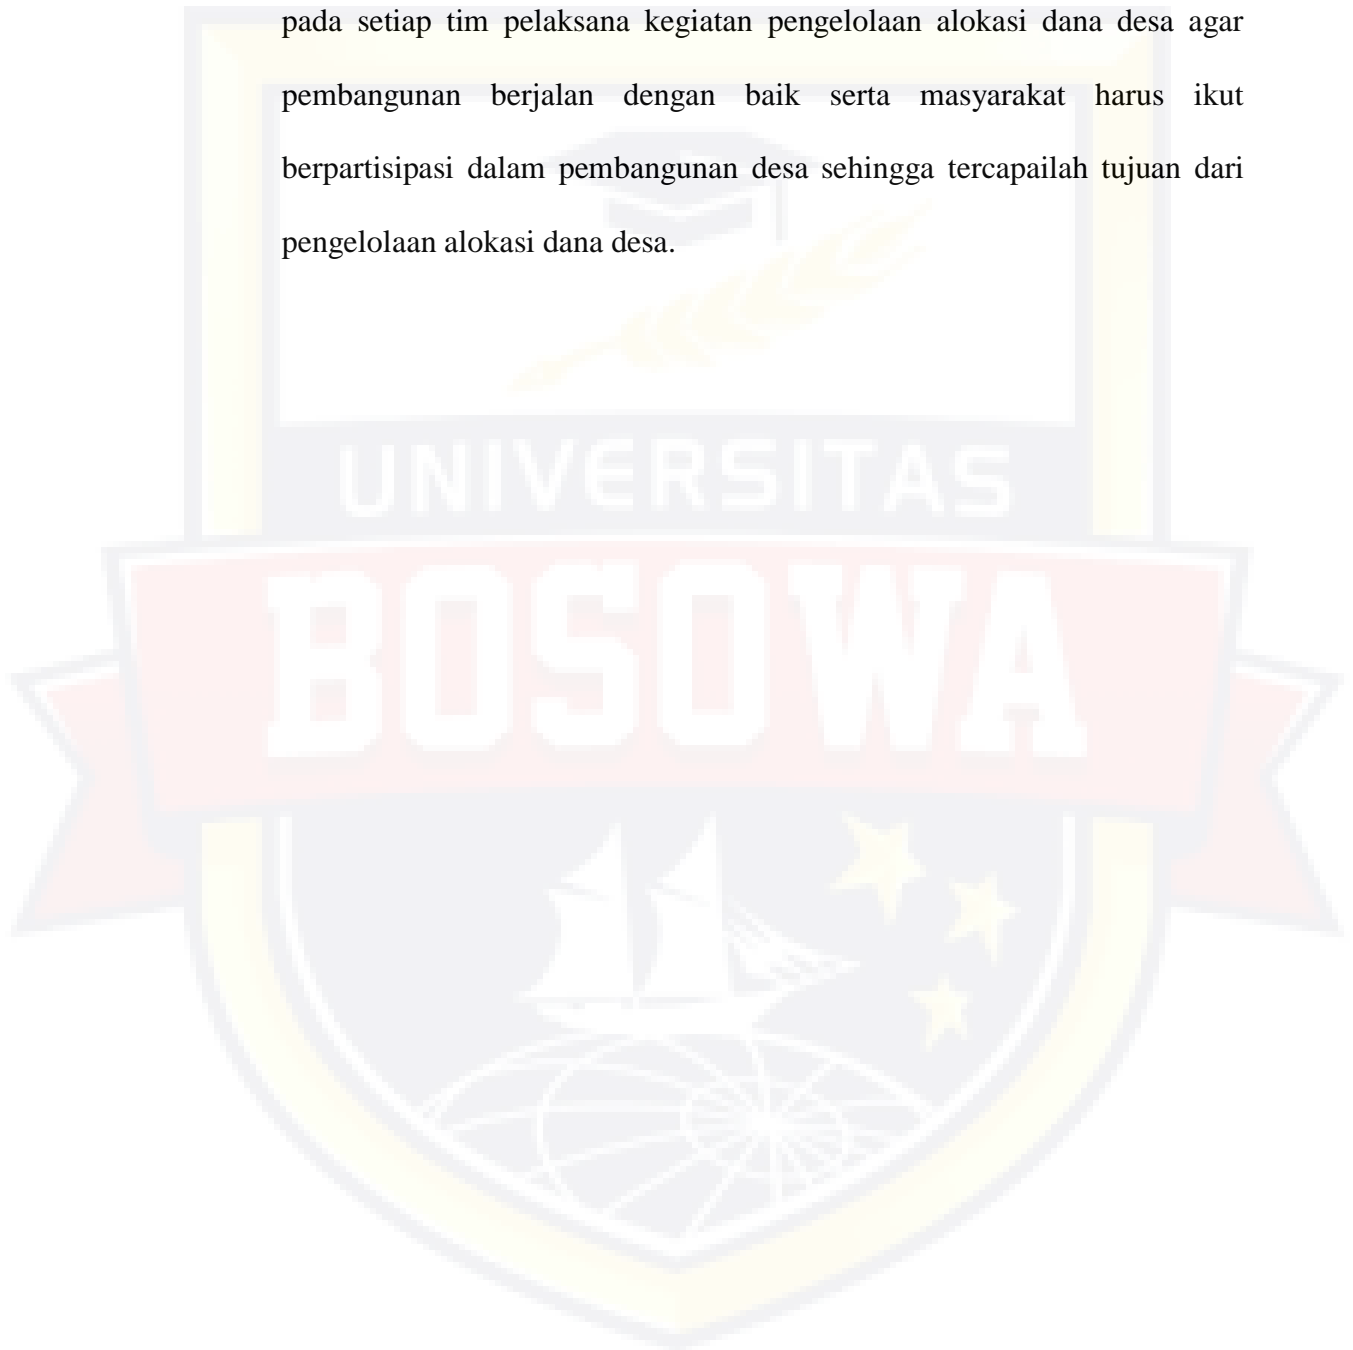 pada setiap tim pelaksana kegiatan pengelolaan alokasi dana desa agar
pembangunan berjalan dengan baik serta masyarakat harus ikut
berpartisipasi dalam pembangunan desa sehingga tercapailah tujuan dari
pengelolaan alokasi dana desa.
UNIVERSITAS
BOSOWA